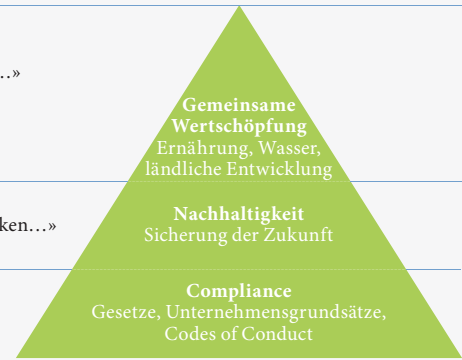 …»
Gemeinsame
Wertschöpfung
Ernährung, Wasser,
ländliche Entwicklung
ken…»
Nachhaltigkeit
Sicherung der Zukunft
Compliance
Gesetze, Unternehmensgrundsätze,
Codes of Conduct